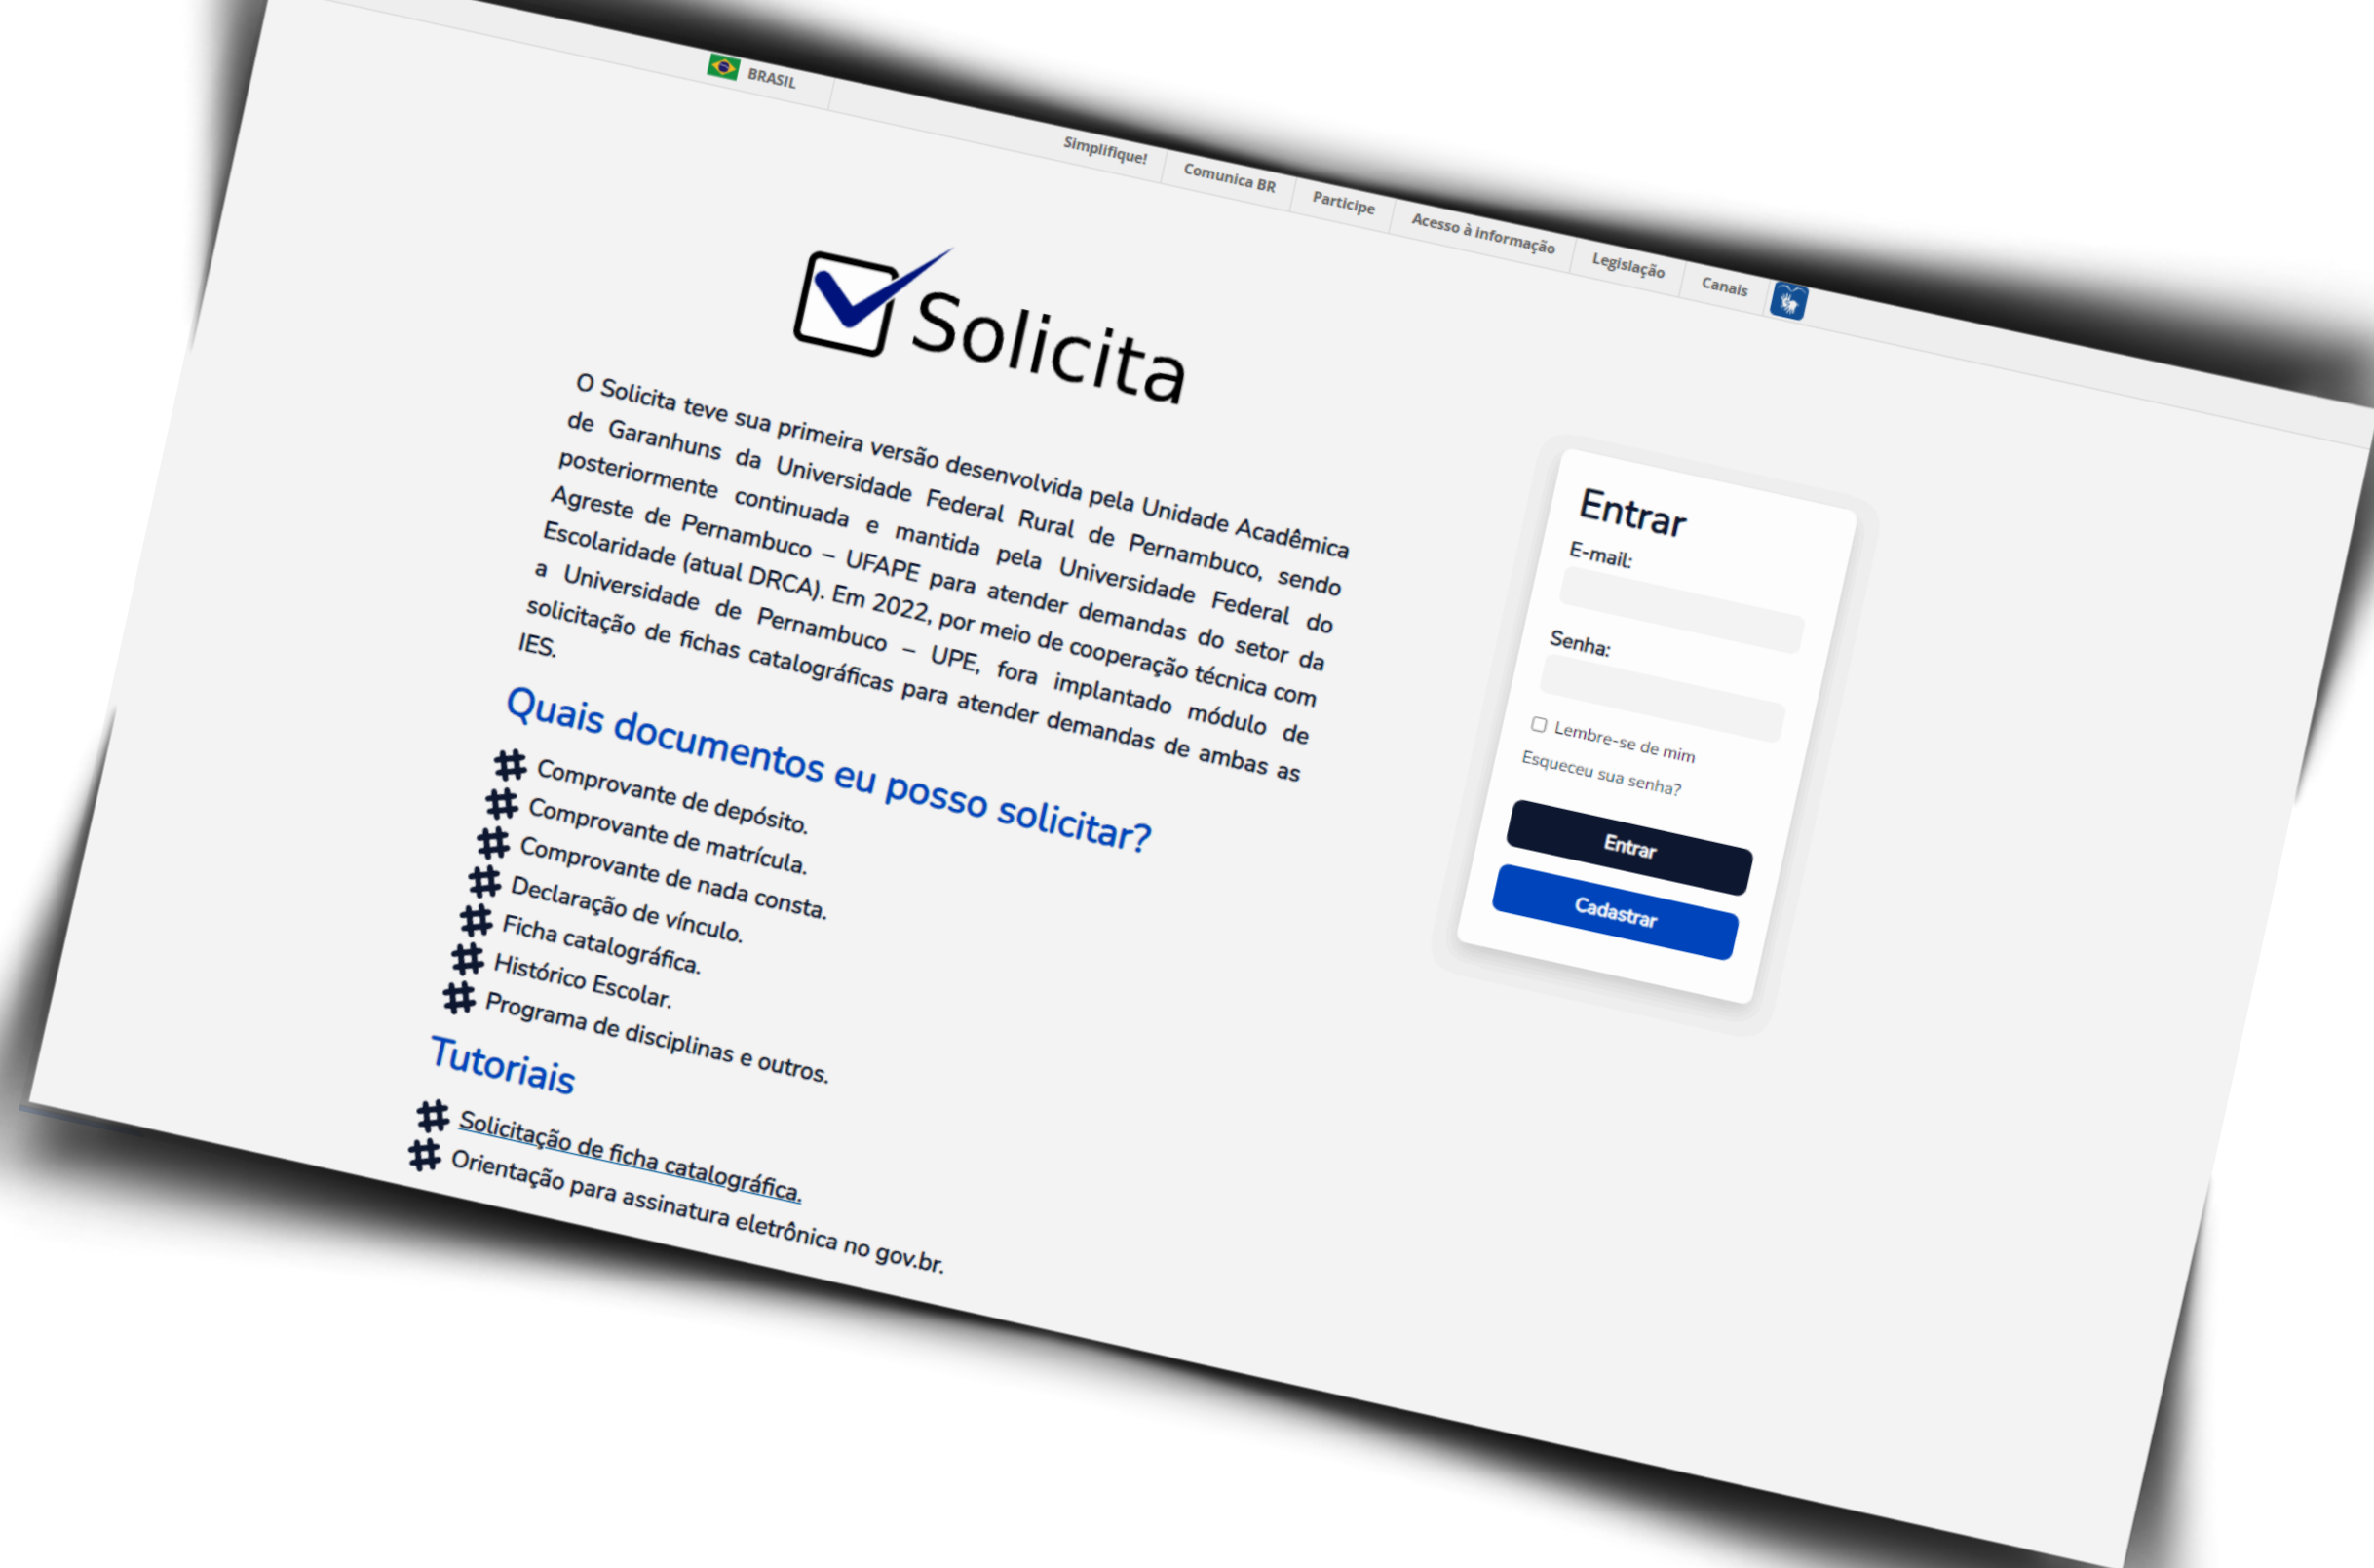 BRASIL
Simplifique!
Comunica BR
Participe
Acesso à informação
Legislação
Canais
Solicita
O Solicita teve sua primeira versão desenvolvida pela Unidade Acadêmica
de Garanhuns da Universidade Federal Rural de Pernambuco, sendo
posteriormente continuada e mantida pela Universidade Federal do
Agreste de Pernambuco – UFAPE para atender demandas do setor da
Escolaridade (atual DRCA). Em 2022, por meio de cooperação técnica com
a Universidade de Pernambuco – UPE, fora implantado módulo de
solicitação de fichas catalográficas para atender demandas de ambas as
IES.
Quais documentos eu posso solicitar?
# Comprovante de depósito.
# Comprovante de matrícula.
# Comprovante de nada consta.
# Declaração de vínculo.
# Ficha catalográfica.
# Histórico Escolar.
# Programa de disciplinas e outros.
Tutoriais
# Solicitação de ficha catalográfica.
# Orientação para assinatura eletrônica no gov.br.
Entrar
E-mail:
Senha:
Lembre-se de mim
Esqueceu sua senha?
Entrar
Cadastrar